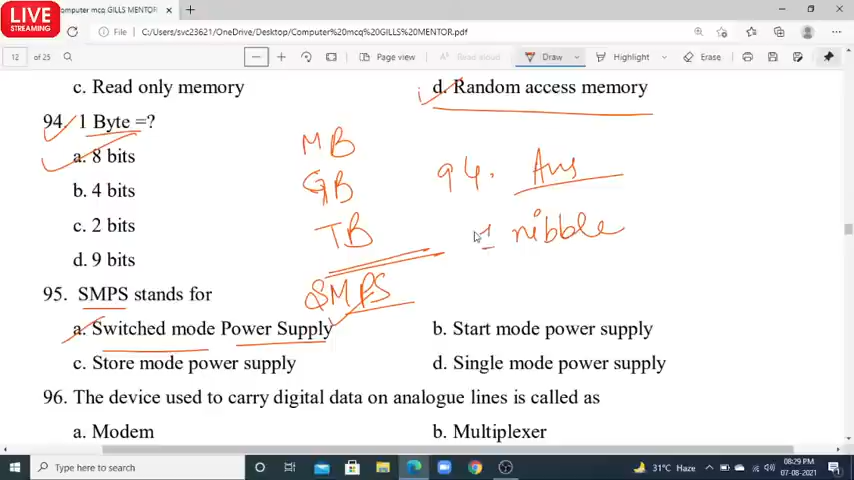 LIVE
STREAMING
Computer mcq GILLS MENTOR.
File
C:/Users/svc23621/OneDrive/Desktop/Computer%20mcq%20GILLS%20MENTOR.pdf
12 of 25
Page view
Read aloud
Draw
Highlight
Erase
c. Read only memory
d. Random access memory
94. 1 Byte =?
a. 8 bits
b. 4 bits
c. 2 bits
d. 9 bits
MB
GB
TB
SMPS
94. Ans
1 nibble
95. SMPS stands for
a. Switched mode Power Supply
b. Start mode power supply
c. Store mode power supply
d. Single mode power supply
96. The device used to carry digital data on analogue lines is called as
a. Modem
b. Multiplexer
Type here to search
31°C Haze
08:29 PM
07-08-2021